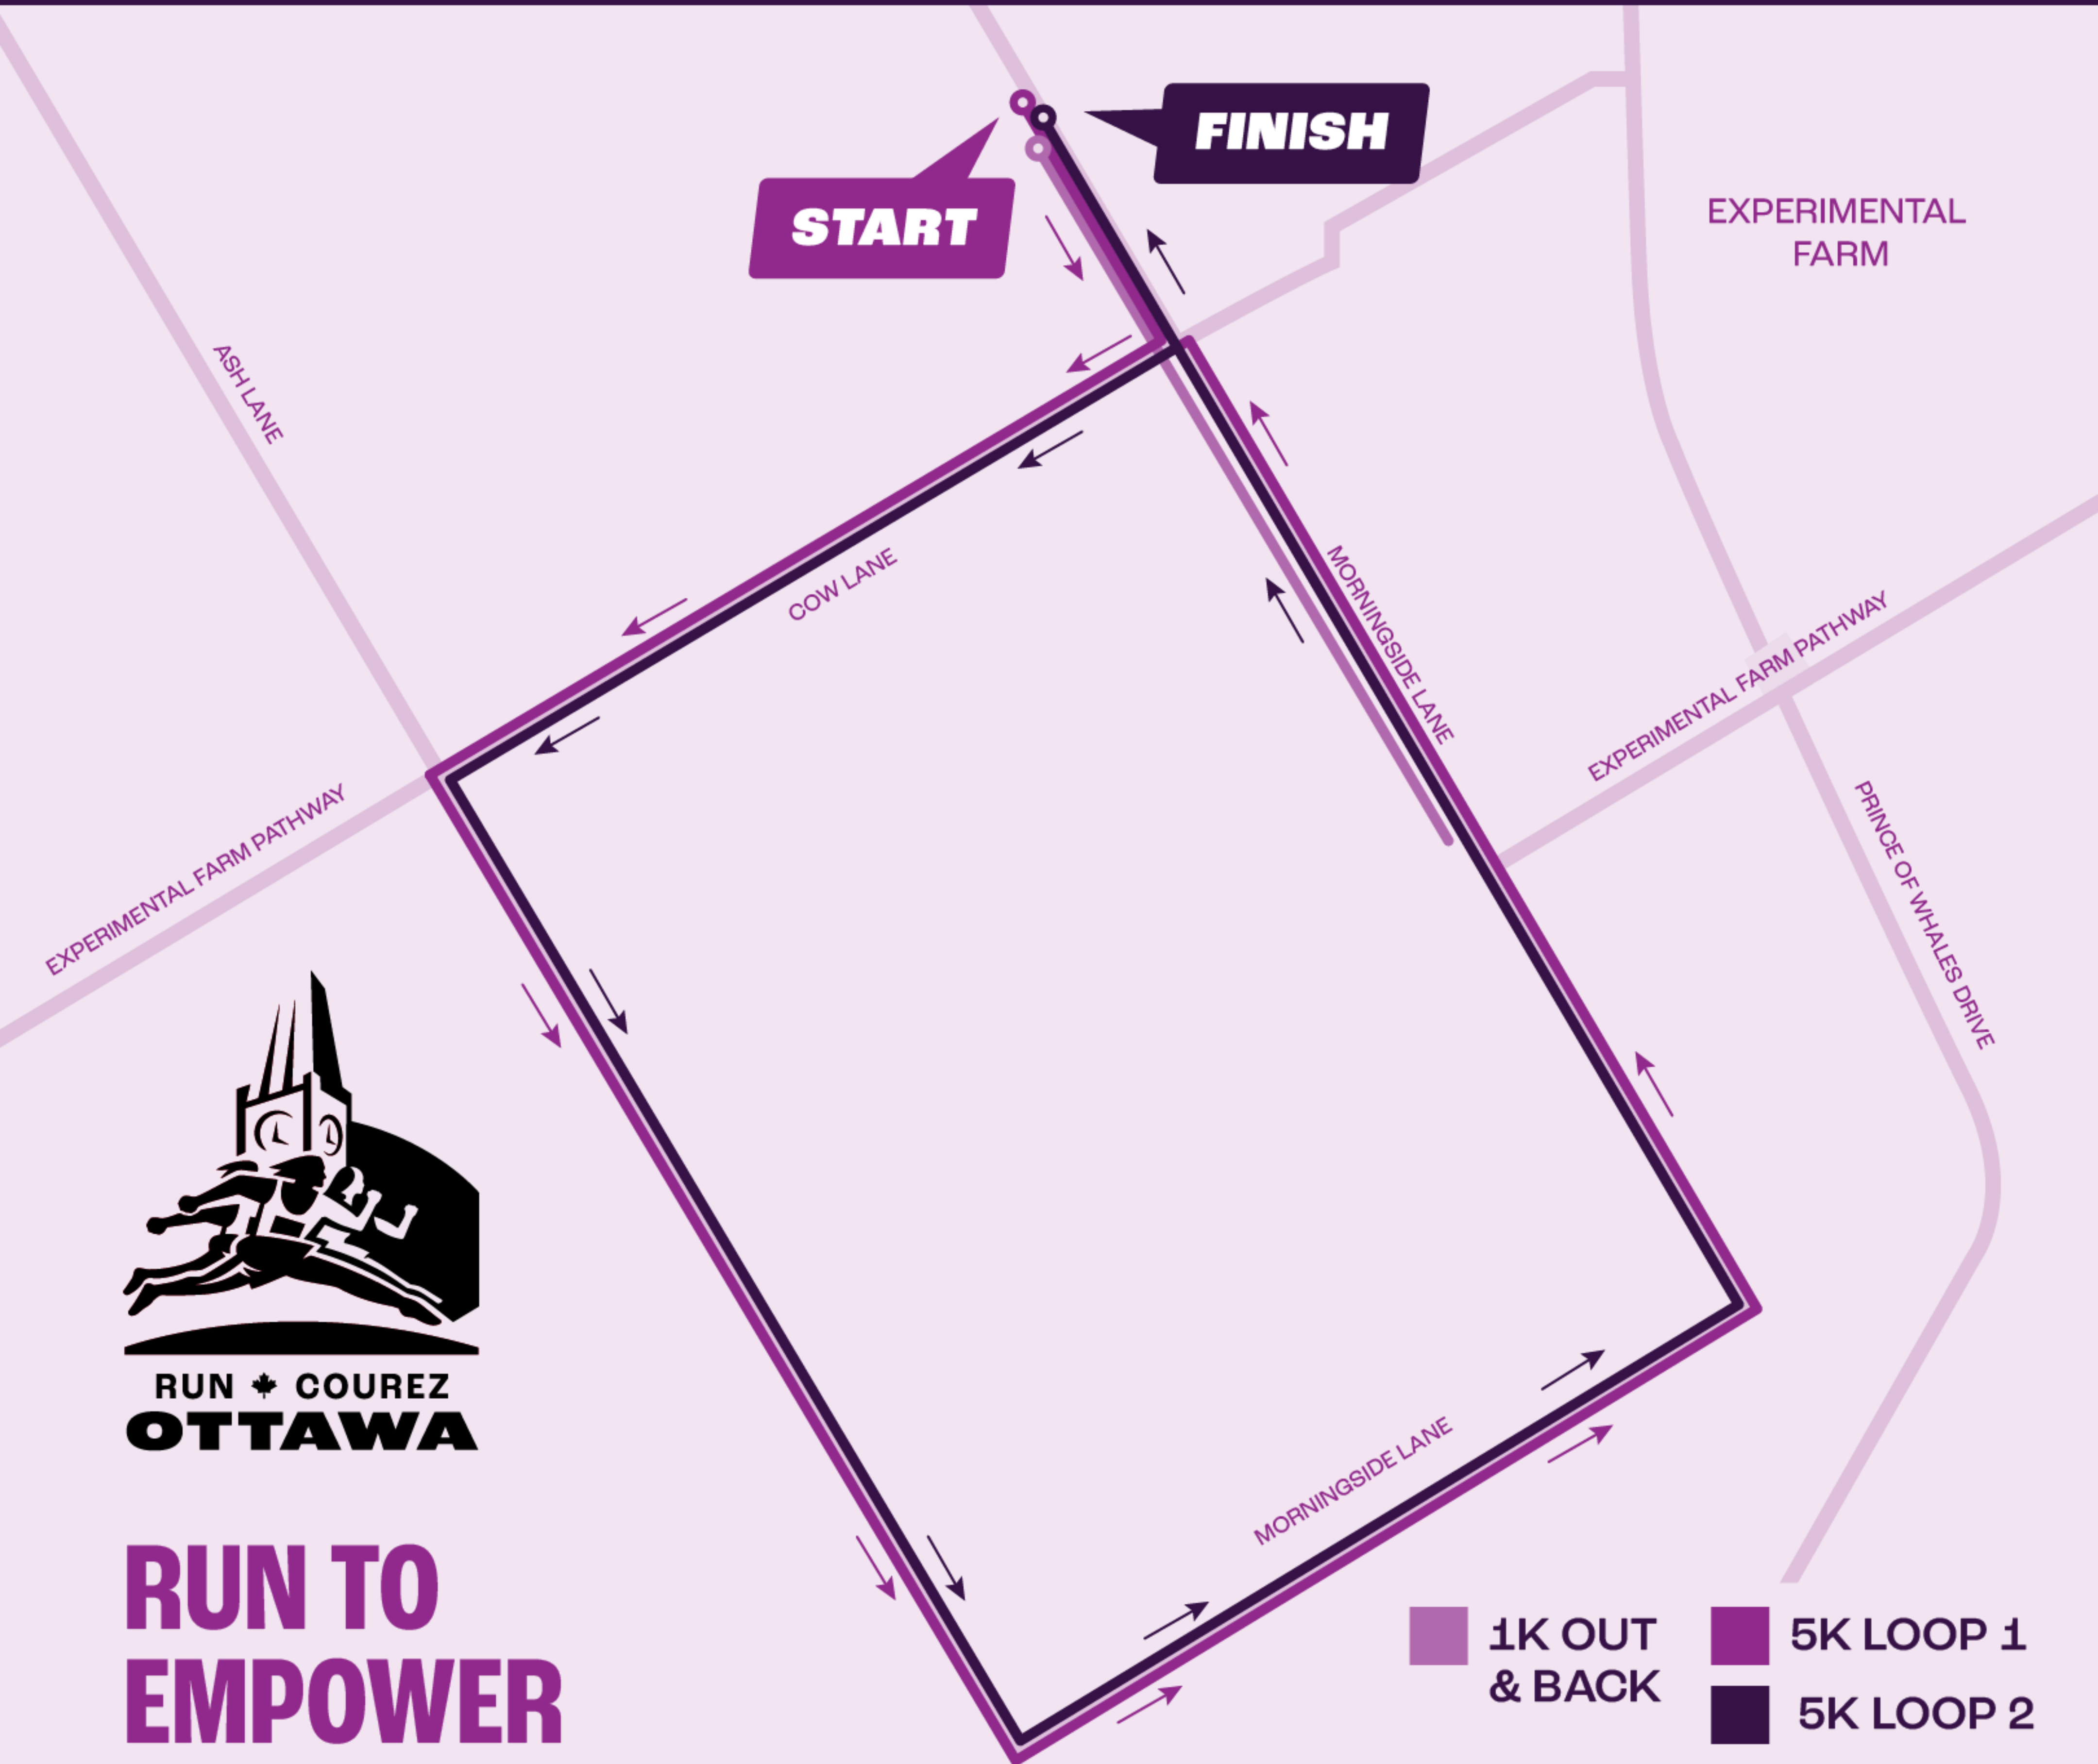 FINISH
START
EXPERIMENTAL
FARM
ASH LANE
COW LANE
MORNINGSIDE LANE
EXPERIMENTAL FARM PATHWAY
EXPERIMENTAL FARM PATHWAY
PRINCE OF WHALES DRIVE
RUN COUREZ
OTTAWA
MORNINGSIDE LANE
RUN TO
EMPOWER
1K OUT
& BACK
5K LOOP 1
5K LOOP 2